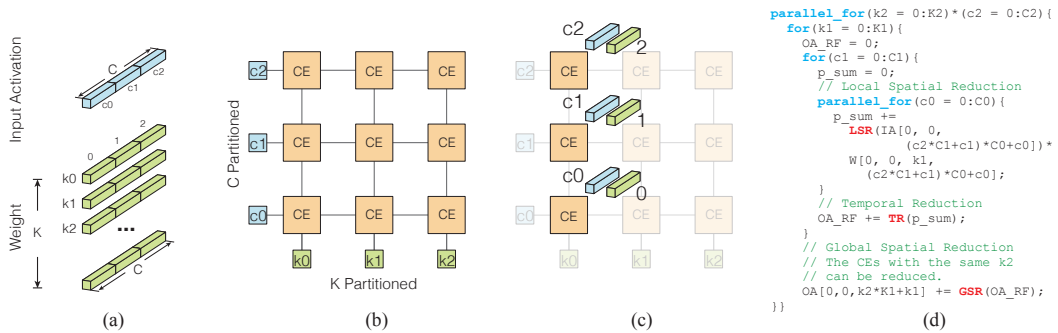 Input Activation
C
c2
c1
c0
Weight
K
0
1
2
k0
k1
k2
...
C
(a)
C Partitioned
c2
CE
CE
CE
c1
CE
CE
CE
c0
CE
CE
CE
k0
k1
k2
K Partitioned
(b)
c2
2
c2
CE
CE
CE
c1
1
c1
CE
CE
CE
c0
0
c0
CE
CE
CE
k0
k1
k2
(c)
parallel_for(k2 = 0:K2)*(c2 = 0:C2){
for(k1 = 0:K1){
OA_RF = 0;
for(c1 = 0:C1){
p_sum = 0;
// Local Spatial Reduction
parallel_for(c0 = 0:C0){
p_sum +=
LSR(IA[0, 0,
(c2*C1+c1)*C0+c0])*
W[0, 0, k1,
(c2*C1+c1)*C0+c0];
}
// Temporal Reduction
OA_RF += TR(p_sum);
}
// Global Spatial Reduction
// The CEs with the same k2
// can be reduced.
OA[0,0,k2*K1+k1] += GSR(OA_RF);
}}
(d)